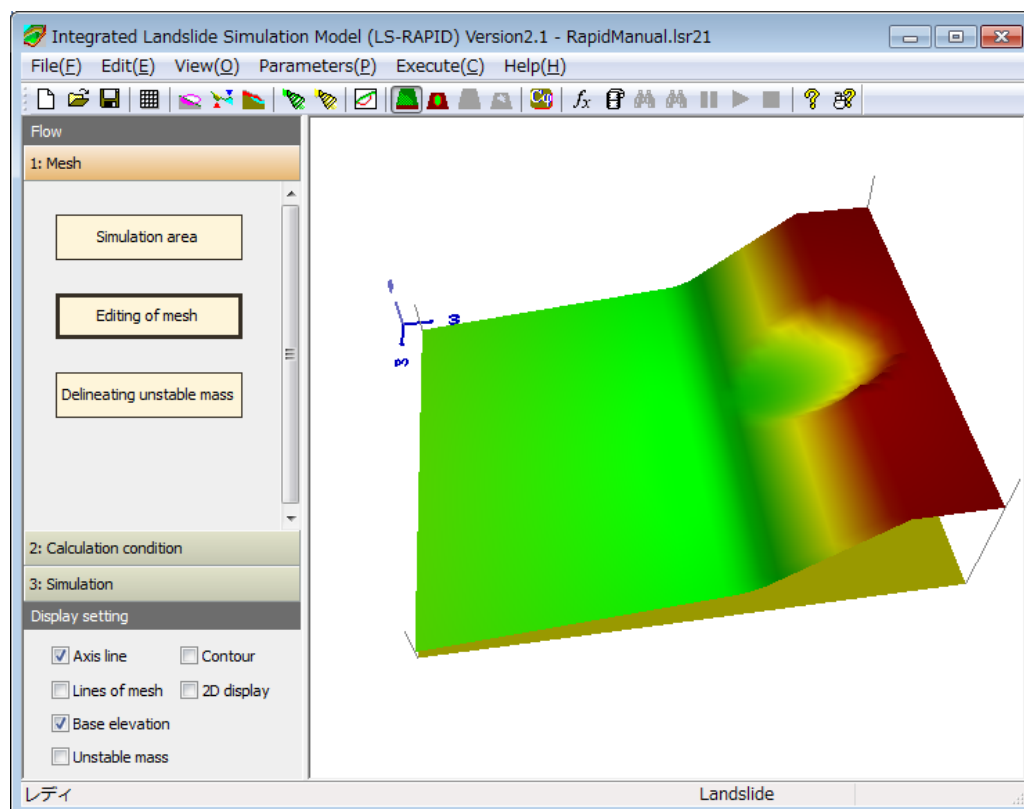 Integrated Landslide Simulation Model (LS-RAPID) Version2.1 - RapidManual.lsr21
File(F) Edit(E) View(O) Parameters(P) Execute(C) Help(H)
Flow
1: Mesh
Simulation area
Editing of mesh
Delineating unstable mass
2: Calculation condition
3: Simulation
Display setting
Axis line Contour
Lines of mesh 2D display
Base elevation
Unstable mass
レディ Landslide